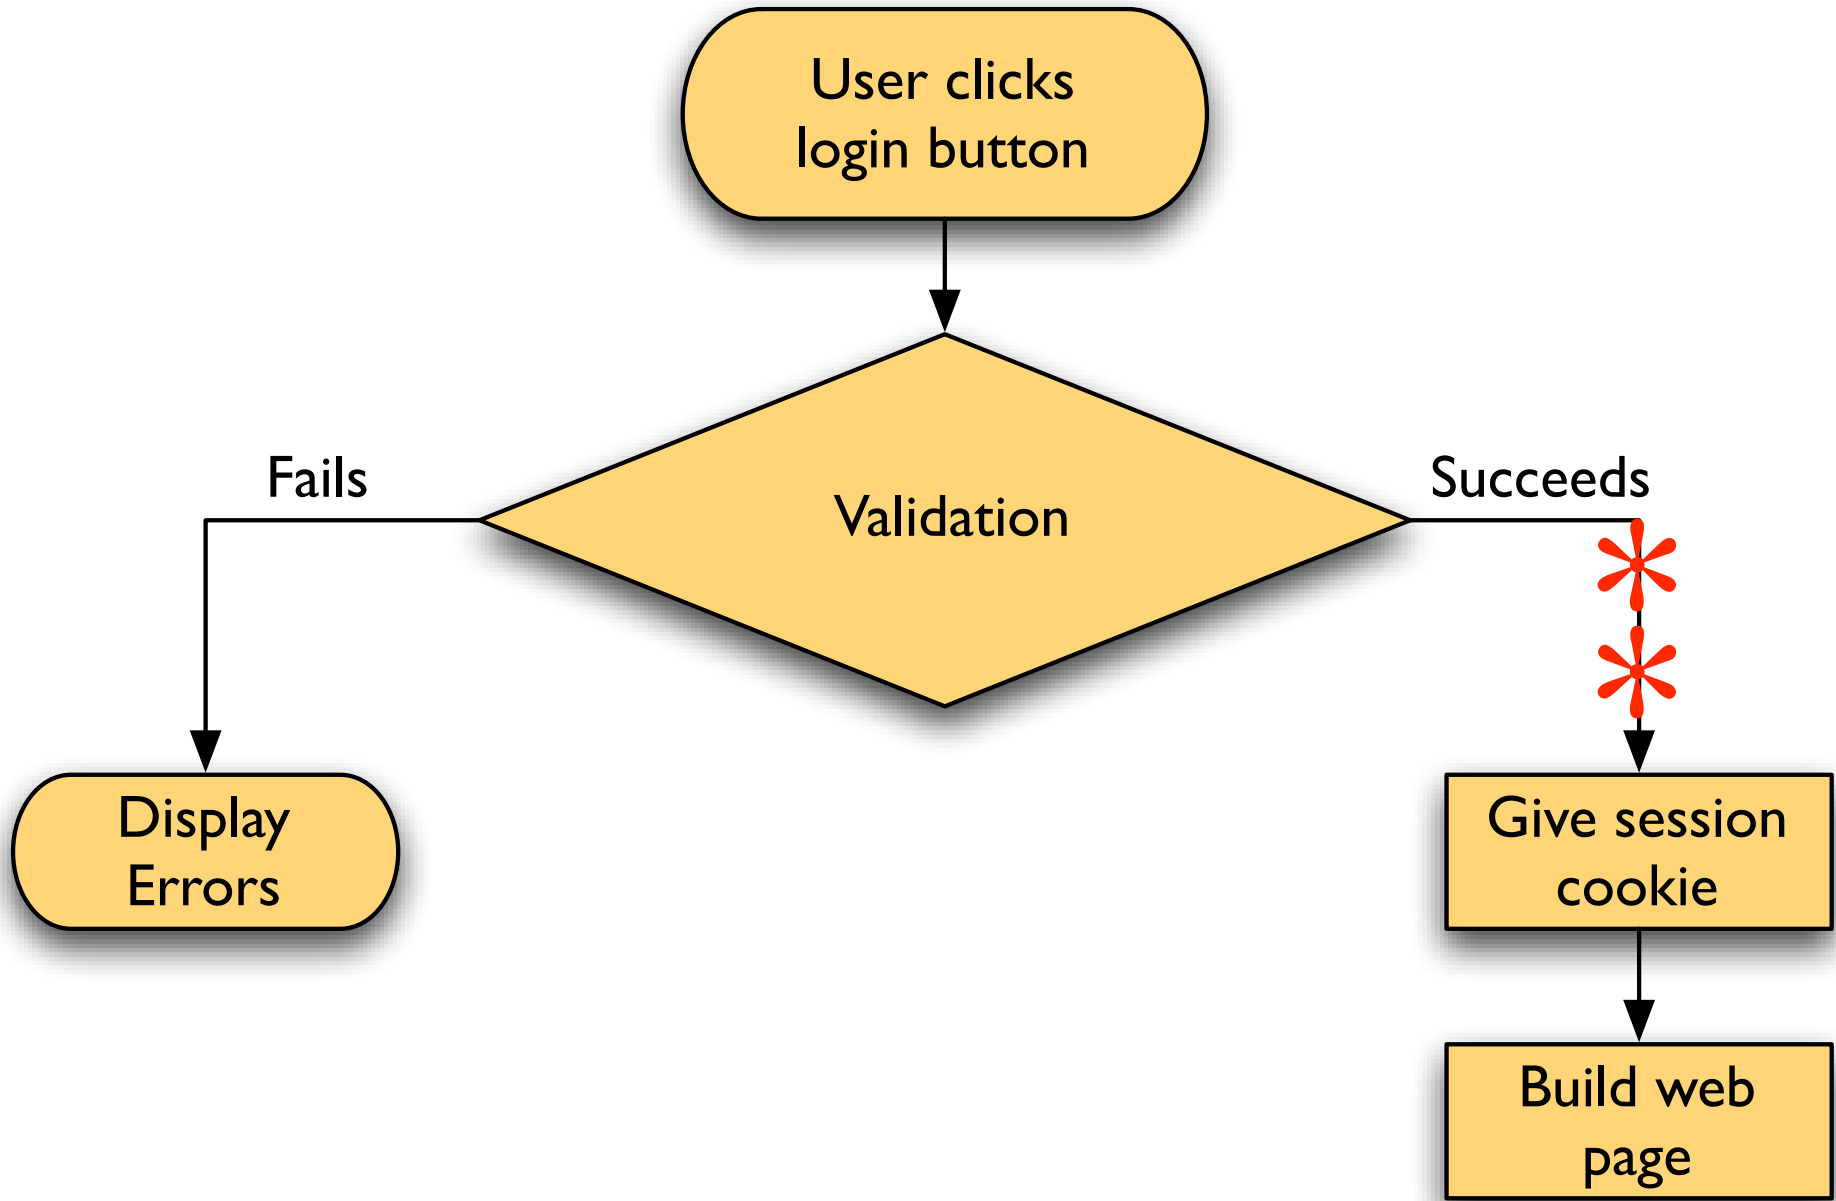 User clicks
login button
Fails
Validation
Succeeds
*
*
Display
Errors
Give session
cookie
Build web
page